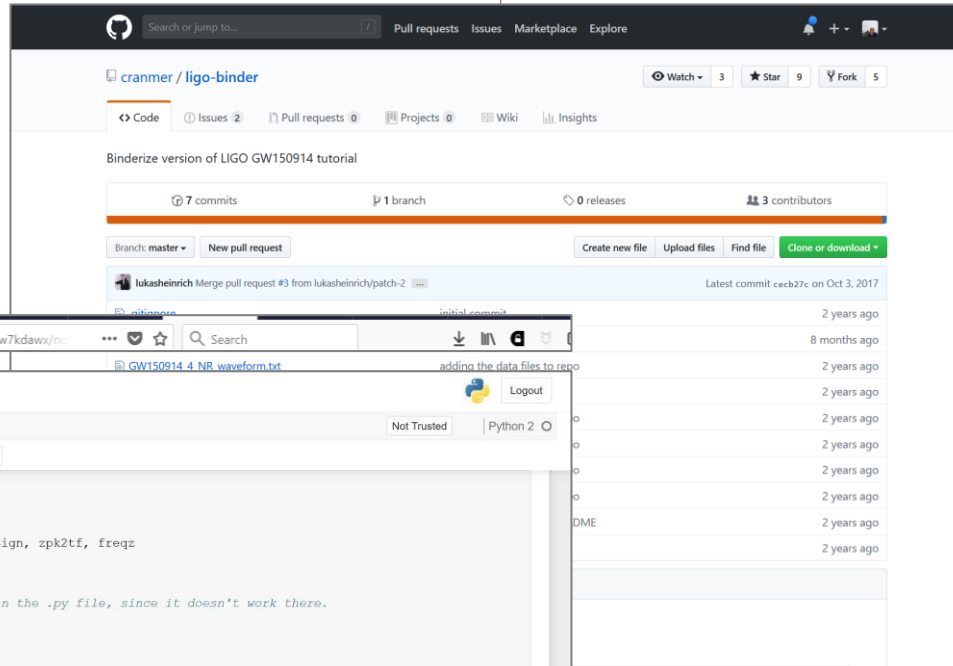 Search or jump to... / Pull requests Issues Marketplace Explore
cranmer / ligo-binder Watch 3 Star 9 Fork 5
Code Issues 2 Pull requests 0 Projects 0 Wiki Insights
Binderize version of LIGO GW150914 tutorial
7 commits 1 branch 0 releases 3 contributors
Branch: master New pull request Create new file Upload files Find file Clone or download
lukasheinrich Merge pull request #3 from lukasheinrich/patch-2 ... Latest commit cecb27c on Oct 3, 2017
.gitignore initial commit 2 years ago
w7kdawx/no ... Search 8 months ago
GW150914_4_NR_waveform.txt adding the data files to repo 2 years ago
Logout 2 years ago
Not Trusted Python 2 o 2 years ago
o 2 years ago
o 2 years ago
o 2 years ago
ign, zpk2tf, freqz DME 2 years ago
2 years ago
n the .py file, since it doesn't work there.